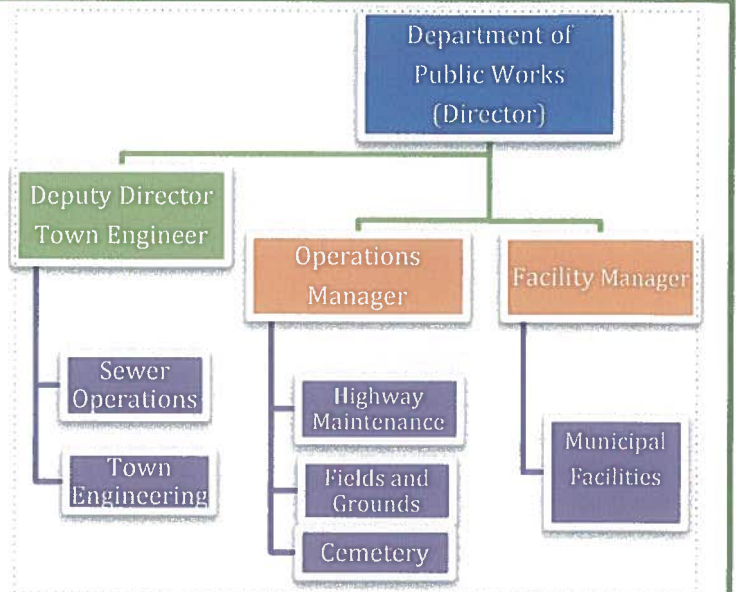 Department of
Public Works
(Director)
Deputy Director
Town Engineer
Operations
Manager
Facility Manager
Sewer
Operations
Town
Engineering
Highway
Maintenance
Fields and
Grounds
Cemetery
Municipal
Facilities